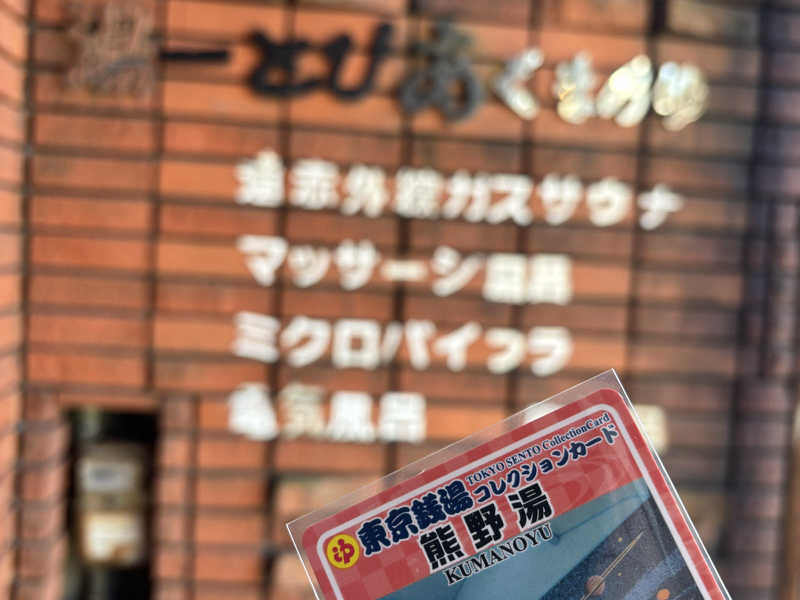 遠赤外線ガスサウナ
マッサージ風呂
ミクロバイブラ
電気風呂
ゆ
東京銭湯
TOKYO SENTO CollectionCard
コレクションカード
熊野湯
KUMANOYU